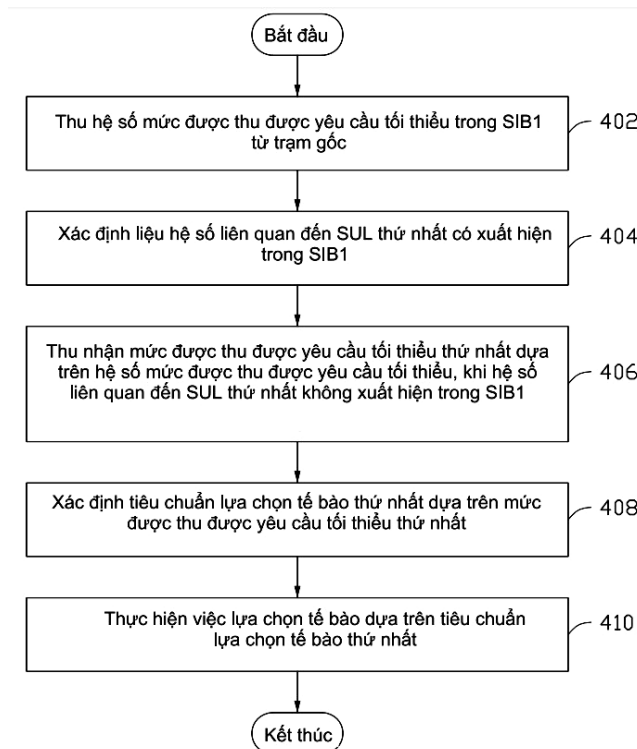 Bắt đầu
Thu hệ số mức được thu được yêu cầu tối thiểu trong SIB1
từ trạm gốc
402
Xác định liệu hệ số liên quan đến SUL thứ nhất có xuất hiện
trong SIB1
404
Thu nhận mức được thu được yêu cầu tối thiểu thứ nhất dựa
trên hệ số mức được thu được yêu cầu tối thiểu, khi hệ số
liên quan đến SUL thứ nhất không xuất hiện trong SIB1
406
Xác định tiêu chuẩn lựa chọn tế bào thứ nhất dựa trên mức
được thu được yêu cầu tối thiểu thứ nhất
408
Thực hiện việc lựa chọn tế bào dựa trên tiêu chuẩn
lựa chọn tế bào thứ nhất
410
Kết thúc